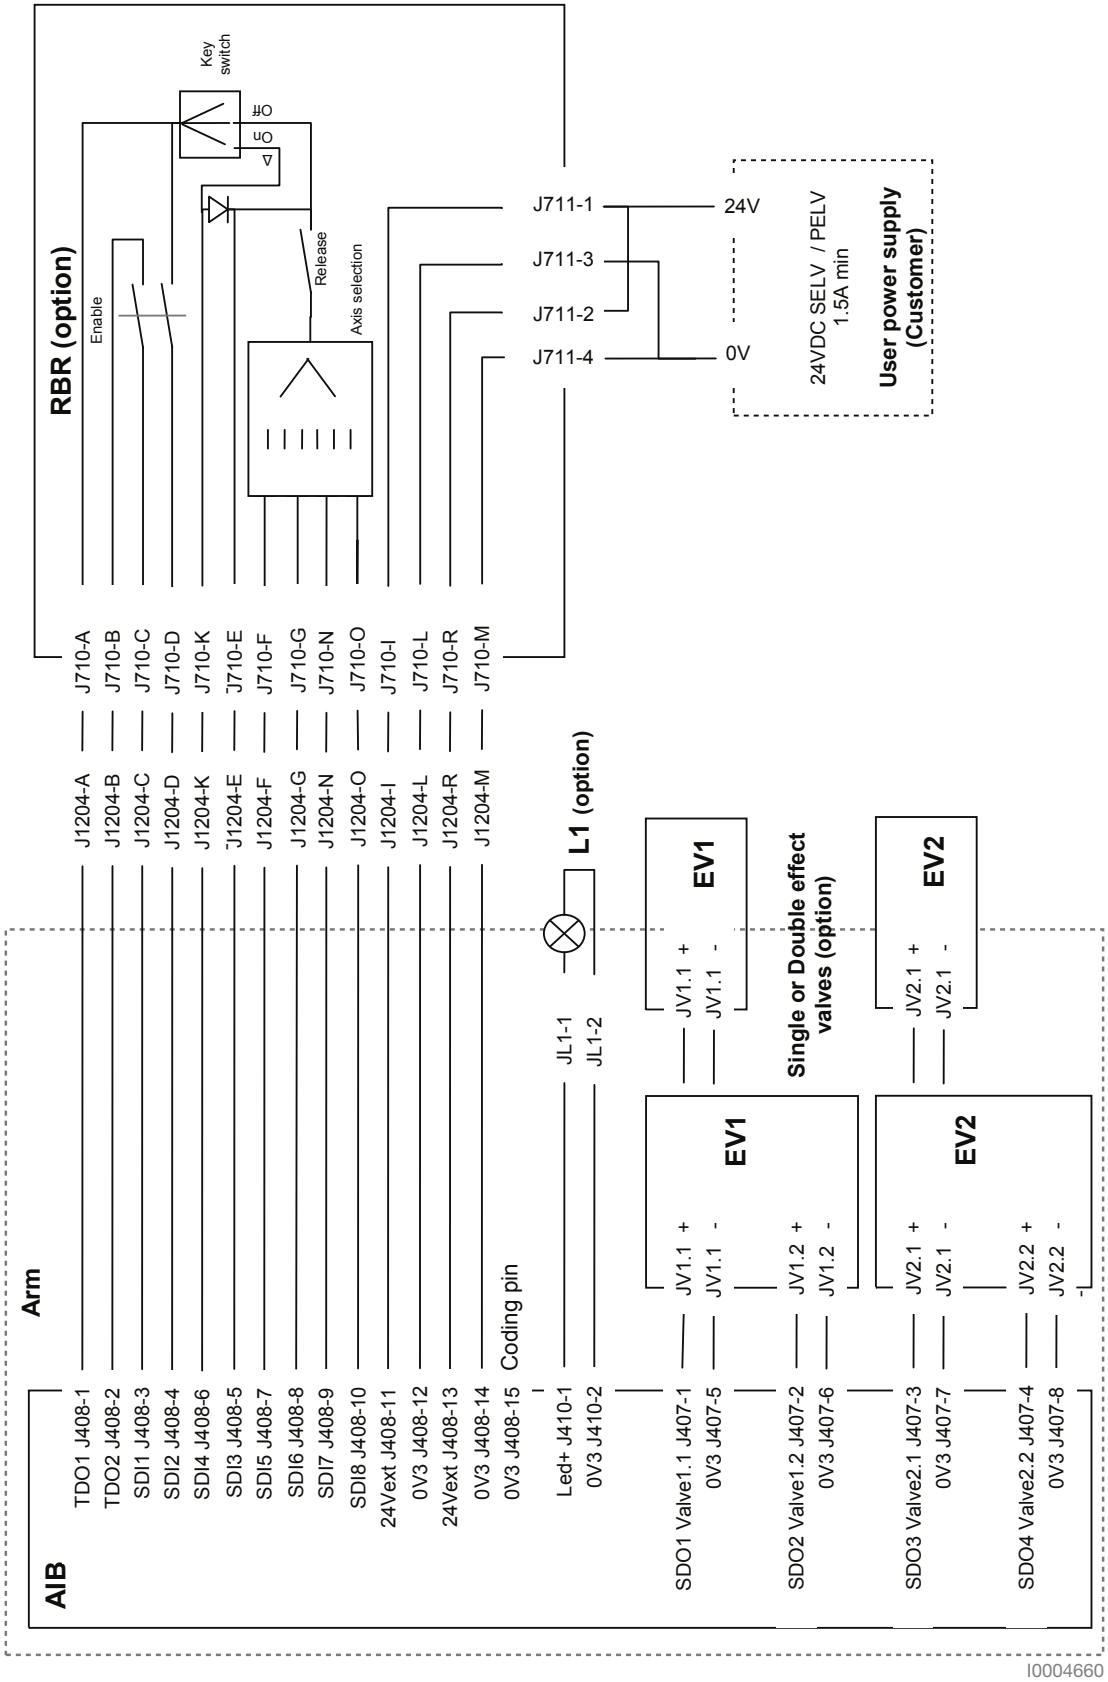 Key
switch
Off
On
∇
RBR (option)
Enable
Release
Axis selection
J711-1
J711-3
J711-2
J711-4
24V
0V
24VDC SELV / PELV
1.5A min
User power supply
(Customer)
J710-A
J710-B
J710-C
J710-D
J710-K
J710-E
J710-F
J710-G
J710-N
J710-O
J710-I
J710-L
J710-R
J710-M
J1204-A
J1204-B
J1204-C
J1204-D
J1204-K
J1204-E
J1204-F
J1204-G
J1204-N
J1204-O
J1204-I
J1204-L
J1204-R
J1204-M
L1 (option)
JL1-1
JL1-2
EV1
JV1.1 +
JV1.1 -
Single or Double effect
valves (option)
EV2
JV2.1 +
JV2.1 -
EV1
JV1.1 +
JV1.1 -
JV1.2 +
JV1.2 -
EV2
JV2.1 +
JV2.1 -
JV2.2 +
JV2.2 -
-
Arm
Coding pin
AIB
TDO1 J408-1
TDO2 J408-2
SDI1 J408-3
SDI2 J408-4
SDI4 J408-6
SDI3 J408-5
SDI5 J408-7
SDI6 J408-8
SDI7 J408-9
SDI8 J408-10
24Vext J408-11
0V3 J408-12
24Vext J408-13
0V3 J408-14
0V3 J408-15
Led+ J410-1
0V3 J410-2
SDO1 Valve1.1 J407-1
0V3 J407-5
SDO2 Valve1.2 J407-2
0V3 J407-6
SDO3 Valve2.1 J407-3
0V3 J407-7
SDO4 Valve2.2 J407-4
0V3 J407-8
I0004660